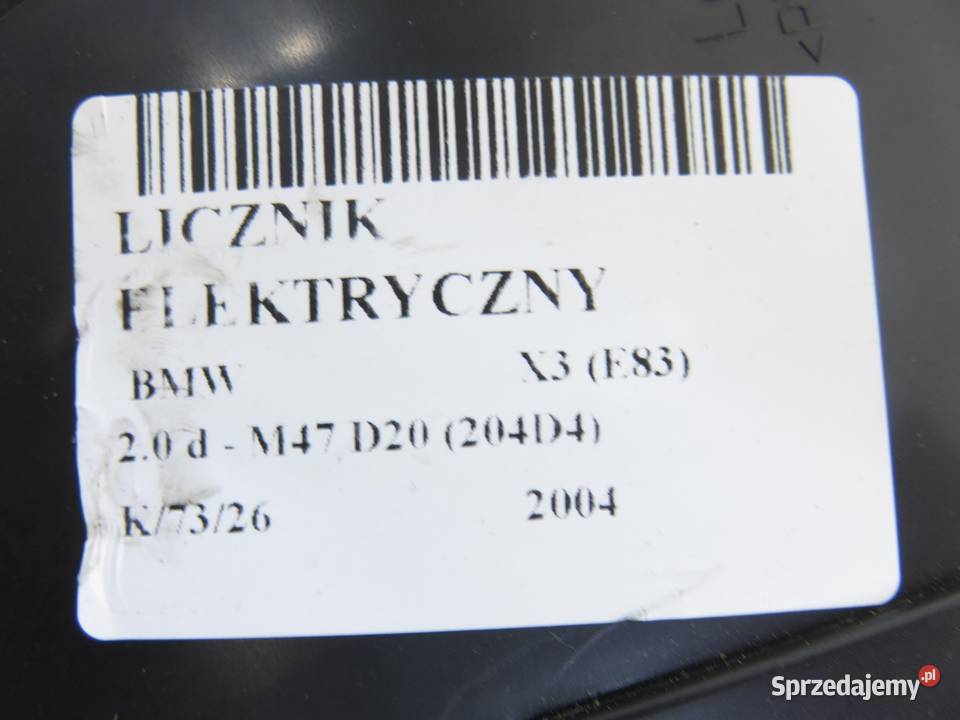 LICZNIK
ELEKTRYCZNY
BMW X3 (E83)
2.0 d - M47 D20 (204D4)
K/73/26 2004
Sprzedajemy.pl